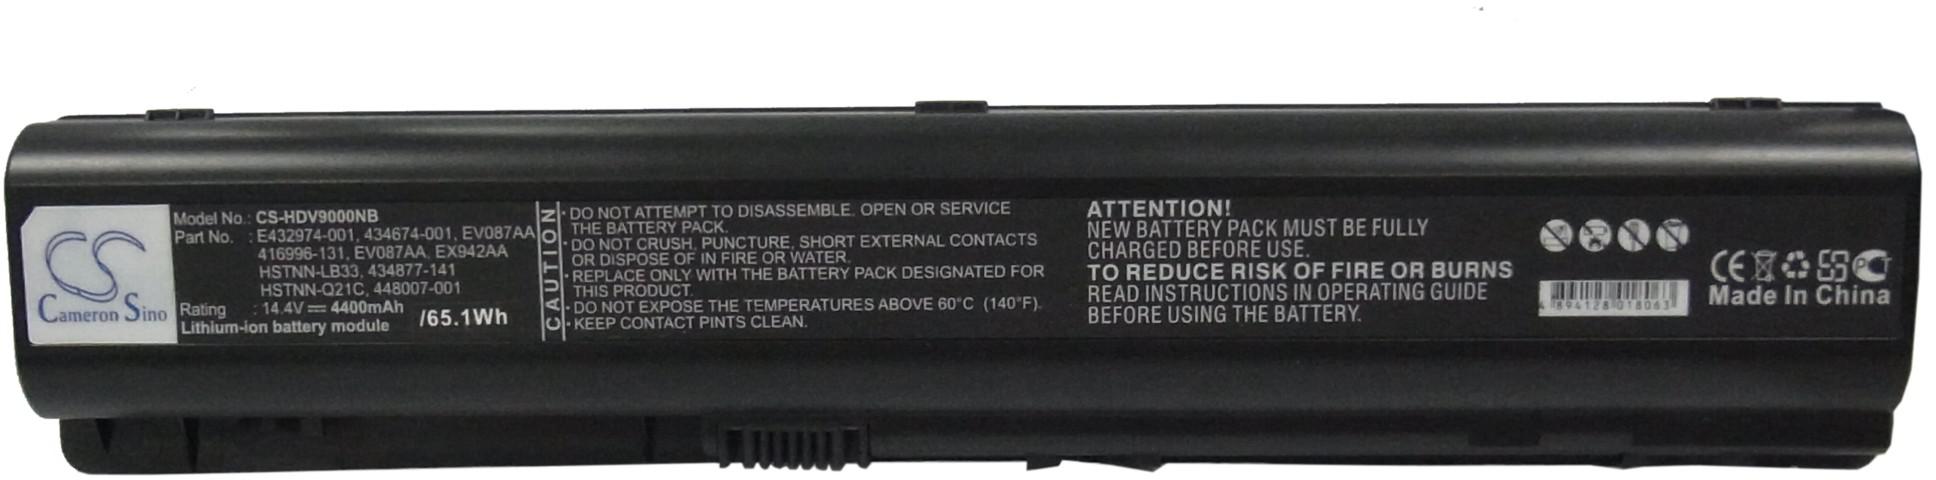 CS
Cameron Sino
Model No.: CS-HDV9000NB
Part No. : E432974-001, 434674-001, EV087AA
416996-131, EV087AA, EX942AA
HSTNN-LB33, 434877-141
HSTNN-Q21C, 448007-001
Rating : 14.4V ⎓ 4400mAh /65.1Wh
Lithium-ion battery module
CAUTION
· DO NOT ATTEMPT TO DISASSEMBLE. OPEN OR SERVICE
THE BATTERY PACK.
· DO NOT CRUSH, PUNCTURE, SHORT EXTERNAL CONTACTS
OR DISPOSE OF IN FIRE OR WATER.
· REPLACE ONLY WITH THE BATTERY PACK DESIGNATED FOR
THIS PRODUCT.
· DO NOT EXPOSE THE TEMPERATURES ABOVE 60°C (140°F).
· KEEP CONTACT PINTS CLEAN.
ATTENTION!
NEW BATTERY PACK MUST BE FULLY
CHARGED BEFORE USE.
TO REDUCE RISK OF FIRE OR BURNS
READ INSTRUCTIONS IN OPERATING GUIDE
BEFORE USING THE BATTERY.
4 894128 018063
CE PCT
Made In China